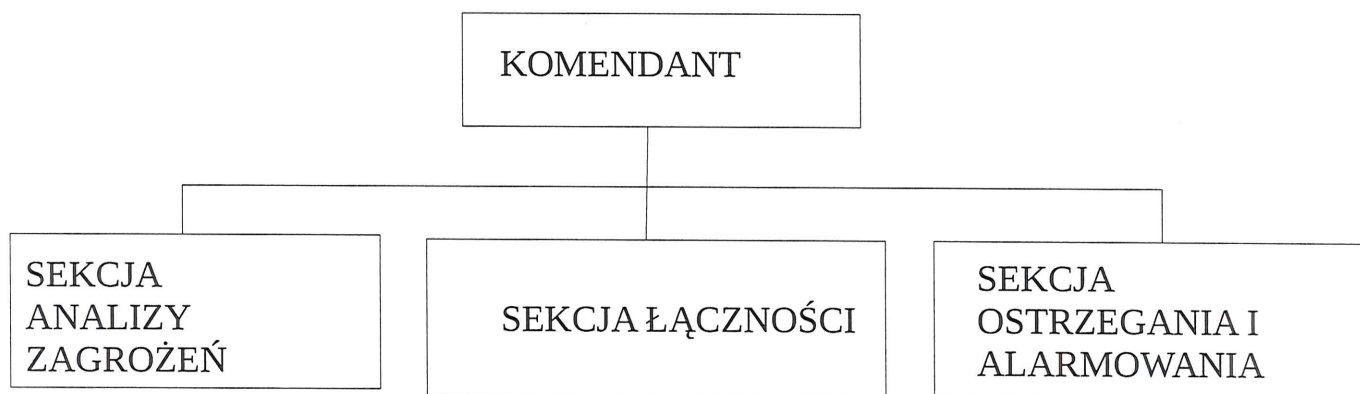 KOMENDANT
SEKCJA
ANALIZY
ZAGROŻEŃ
SEKCJA ŁĄCZNOŚCI
SEKCJA
OSTRZEGANIA I
ALARMOWANIA